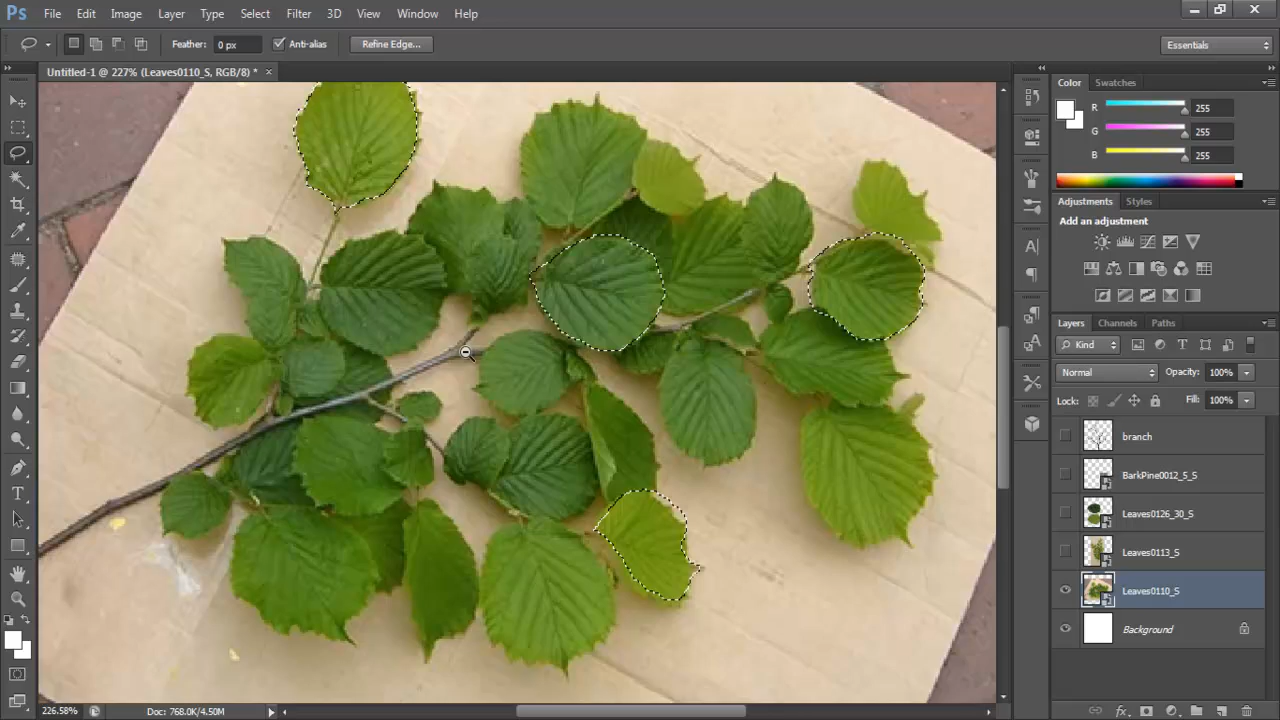 Ps File Edit Image Layer Type Select Filter 3D View Window Help
Feather: 0 px Anti-alias Refine Edge... Essentials
Untitled-1 @ 227% (Leaves0110_S, RGB/8) * ×
Color Swatches
R 255
G 255
B 255
Adjustments Styles
Add an adjustment
Layers Channels Paths
Kind
Normal Opacity: 100%
Lock: Fill: 100%
branch
BarkPine0012_5_S
Leaves0126_30_S
Leaves0113_S
Leaves0110_S
Background
226.58% Doc: 768.0K/4.50M